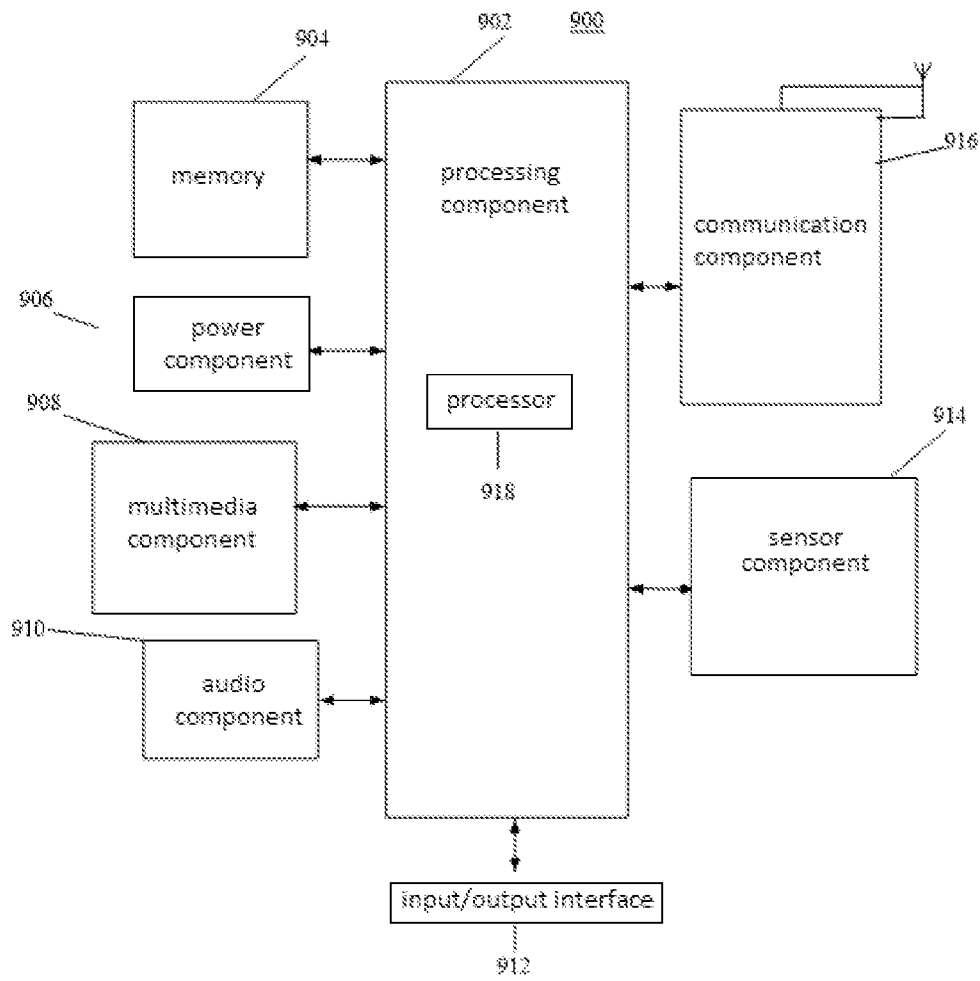 902
900
904
916
memory
processing
component
communication
component
906
power
component
processor
908
918
914
multimedia
component
sensor
component
910
audio
component
input/output interface
912